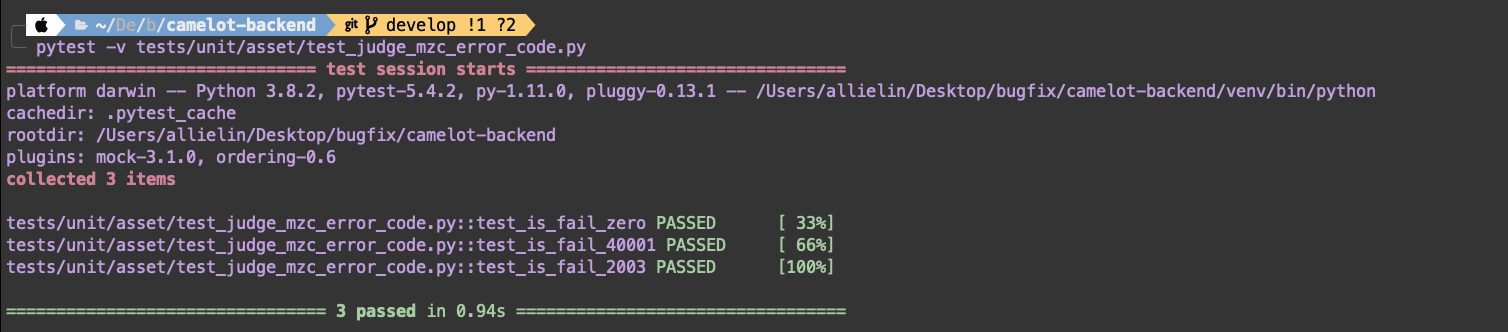 ~/De/b/camelot-backend git develop !1 ?2
pytest -v tests/unit/asset/test_judge_mzc_error_code.py
=============================== test session starts ================================
platform darwin -- Python 3.8.2, pytest-5.4.2, py-1.11.0, pluggy-0.13.1 -- /Users/allielin/Desktop/bugfix/camelot-backend/venv/bin/python
cachedir: .pytest_cache
rootdir: /Users/allielin/Desktop/bugfix/camelot-backend
plugins: mock-3.1.0, ordering-0.6
collected 3 items
tests/unit/asset/test_judge_mzc_error_code.py::test_is_fail_zero PASSED      [ 33%]
tests/unit/asset/test_judge_mzc_error_code.py::test_is_fail_40001 PASSED     [ 66%]
tests/unit/asset/test_judge_mzc_error_code.py::test_is_fail_2003 PASSED      [100%]
================================ 3 passed in 0.94s =================================